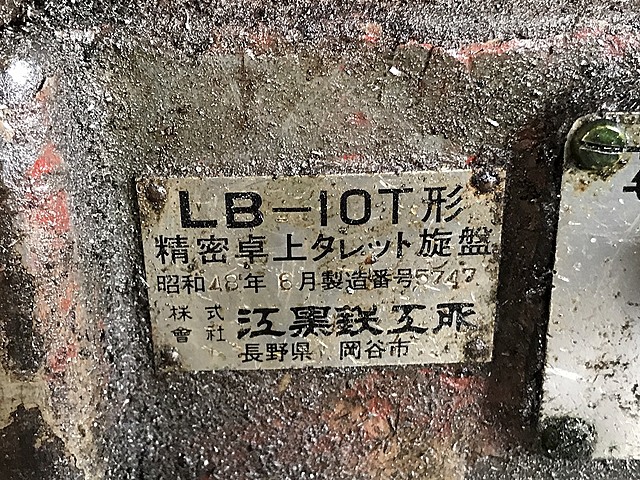 LB-10T形
精密卓上タレット旋盤
昭和48年 6月製造番号5747
株式會社 江黒鉄工所
長野県 岡谷市